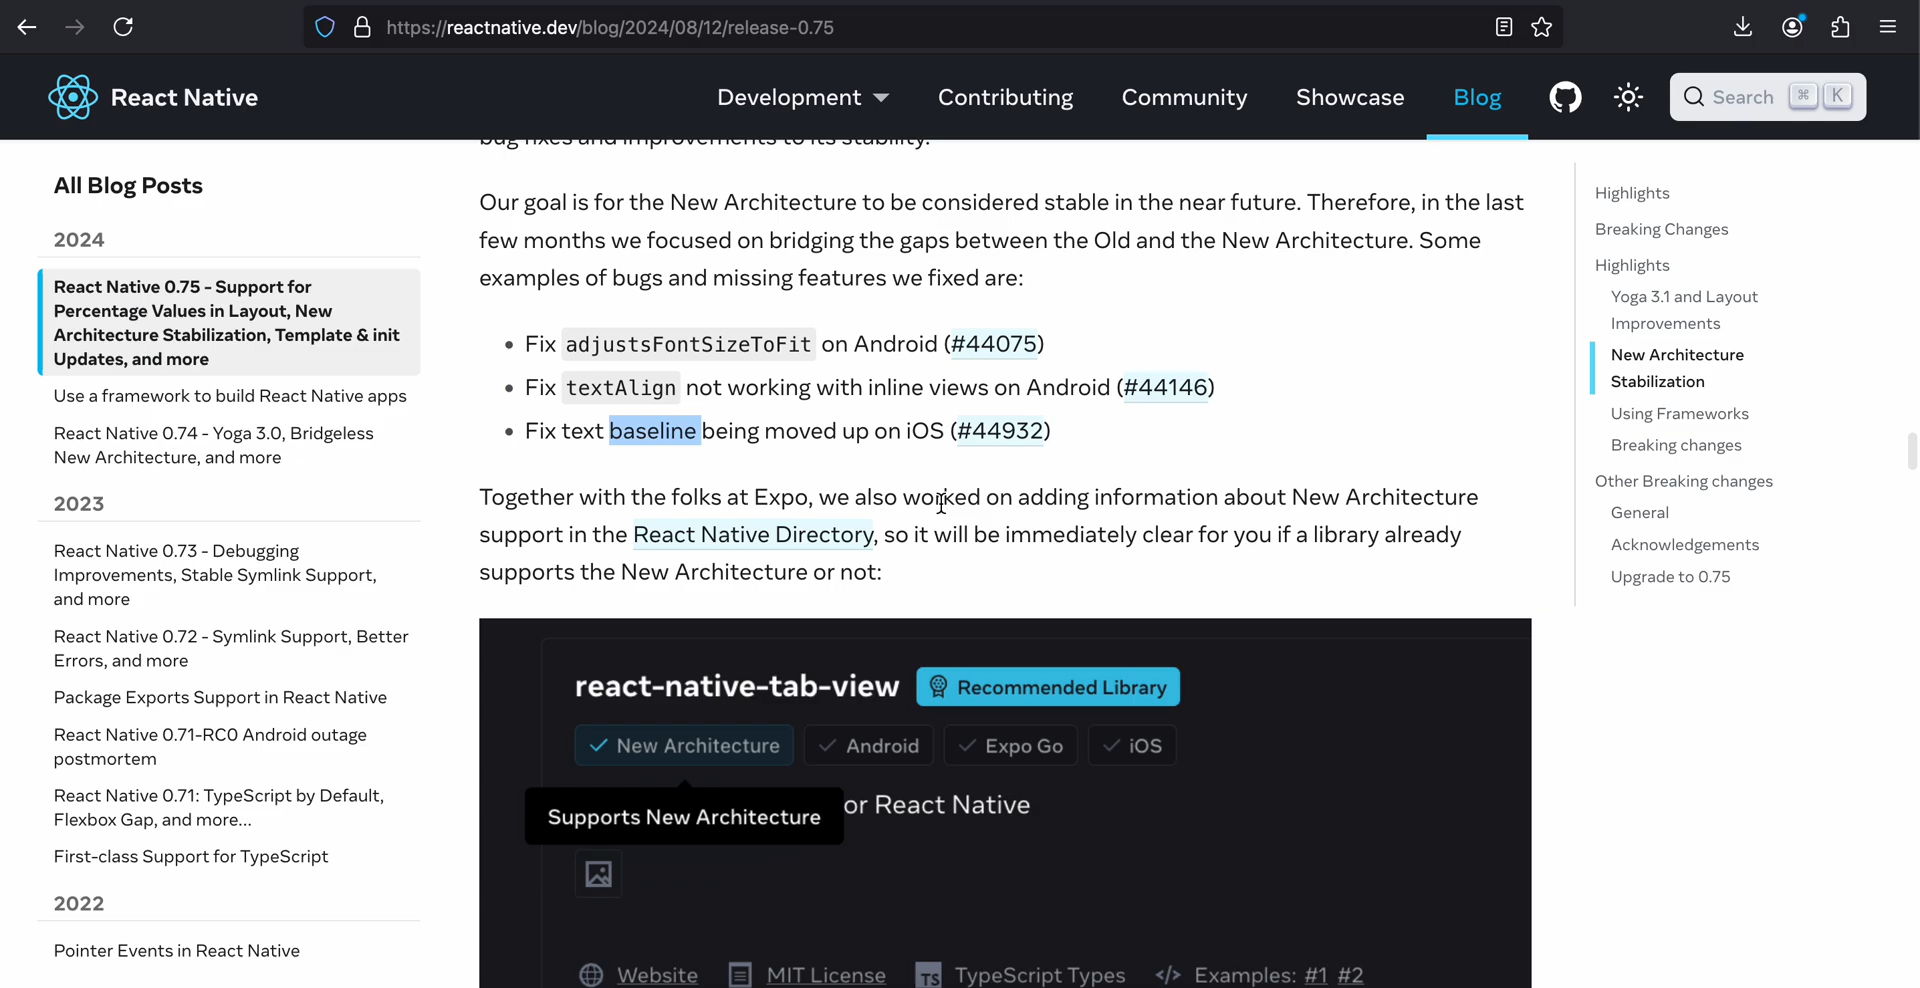 https://reactnative.dev/blog/2024/08/12/release-0.75
React Native
Development
Contributing
Community
Showcase
Blog
Search ⌘ K
All Blog Posts
2024
React Native 0.75 - Support for
Percentage Values in Layout, New
Architecture Stabilization, Template & init
Updates, and more
Use a framework to build React Native apps
React Native 0.74 - Yoga 3.0, Bridgeless
New Architecture, and more
2023
React Native 0.73 - Debugging
Improvements, Stable Symlink Support,
and more
React Native 0.72 - Symlink Support, Better
Errors, and more
Package Exports Support in React Native
React Native 0.71-RC0 Android outage
postmortem
React Native 0.71: TypeScript by Default,
Flexbox Gap, and more...
First-class Support for TypeScript
2022
Pointer Events in React Native
bug fixes and improvements to its stability.
Our goal is for the New Architecture to be considered stable in the near future. Therefore, in the last
few months we focused on bridging the gaps between the Old and the New Architecture. Some
examples of bugs and missing features we fixed are:
• Fix adjustsFontSizeToFit on Android (#44075)
• Fix textAlign not working with inline views on Android (#44146)
• Fix text baseline being moved up on iOS (#44932)
Together with the folks at Expo, we also worked on adding information about New Architecture
support in the React Native Directory, so it will be immediately clear for you if a library already
supports the New Architecture or not:
react-native-tab-view Recommended Library
New Architecture Android Expo Go iOS
Supports New Architecture
or React Native
Website MIT License TS TypeScript Types </> Examples: #1 #2
Highlights
Breaking Changes
Highlights
Yoga 3.1 and Layout
Improvements
New Architecture
Stabilization
Using Frameworks
Breaking changes
Other Breaking changes
General
Acknowledgements
Upgrade to 0.75